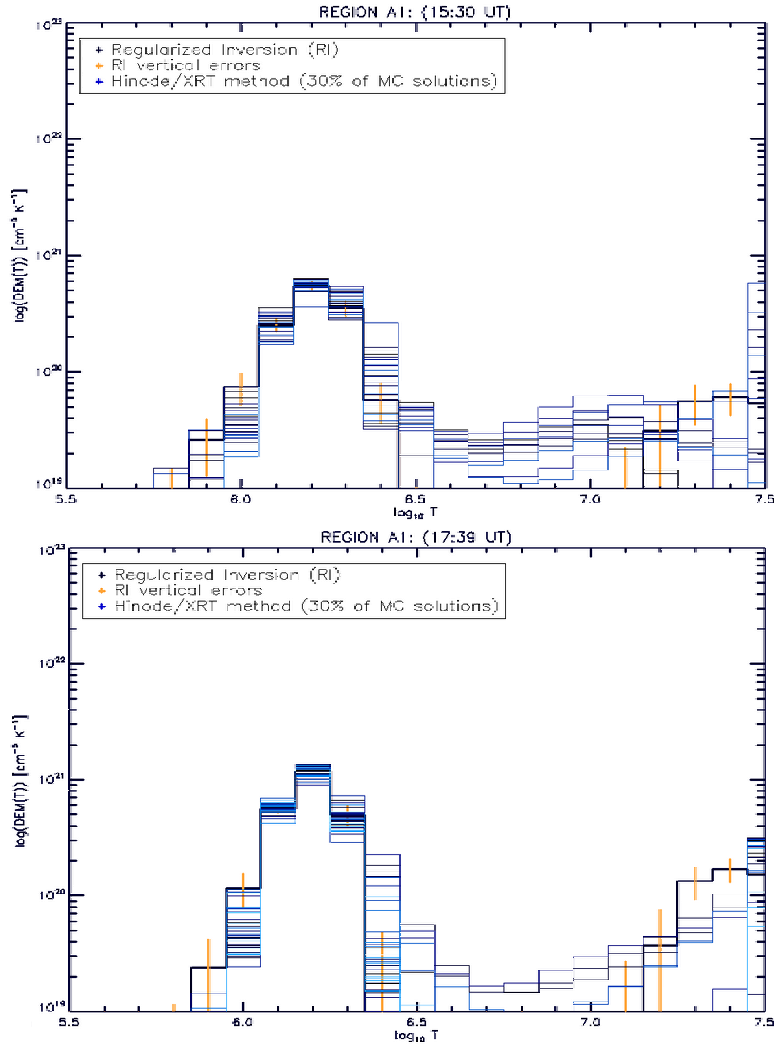 REGION A1: (15:30 UT)
10²³
Regularized Inversion (RI)
RI vertical errors
Hinode/XRT method (30% of MC solutions)
10²²
log(DEM(T)) [cm⁻⁵ K⁻¹]
10²¹
10²⁰
10¹⁹
5.5 6.0 6.5 7.0 7.5
log₁₀ T
REGION A1: (17:39 UT)
10²³
Regularized Inversion (RI)
RI vertical errors
Hinode/XRT method (30% of MC solutions)
10²²
log(DEM(T)) [cm⁻⁵ K⁻¹]
10²¹
10²⁰
10¹⁹
5.5 6.0 6.5 7.0 7.5
log₁₀ T